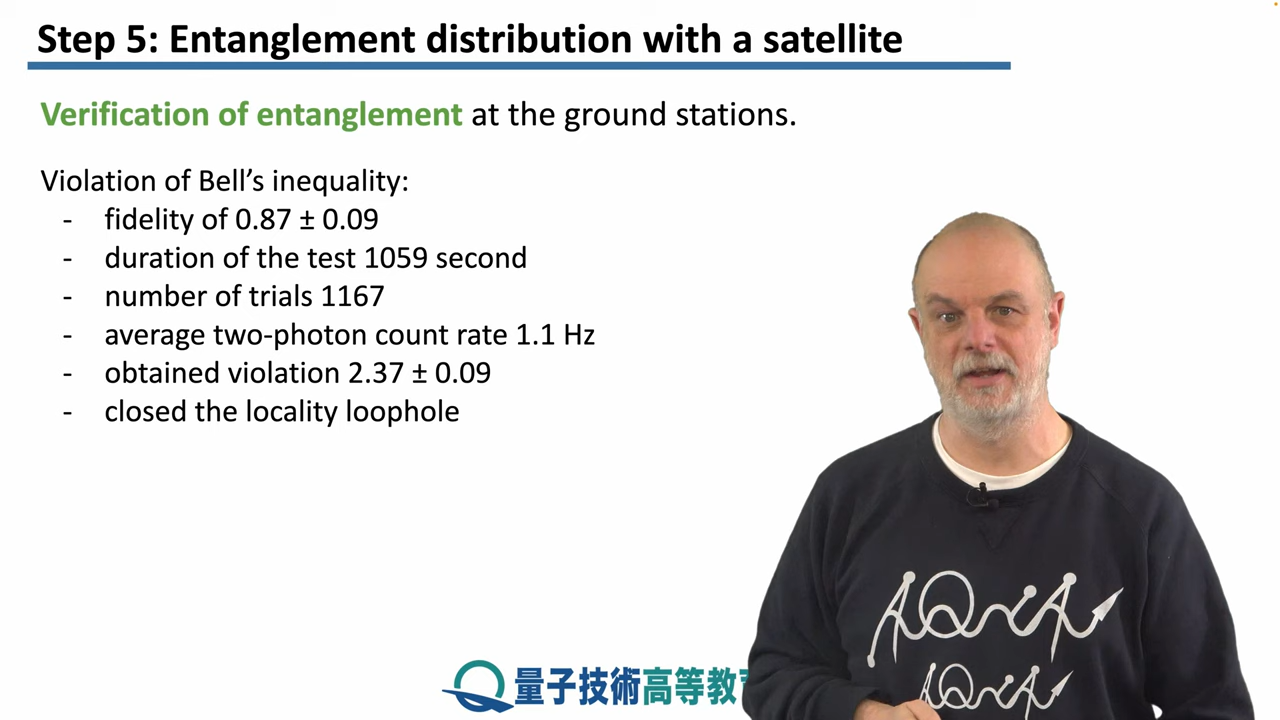 Step 5: Entanglement distribution with a satellite
Verification of entanglement at the ground stations.
Violation of Bell's inequality:
- fidelity of 0.87 ± 0.09
- duration of the test 1059 second
- number of trials 1167
- average two-photon count rate 1.1 Hz
- obtained violation 2.37 ± 0.09
- closed the locality loophole
量子技術高等教